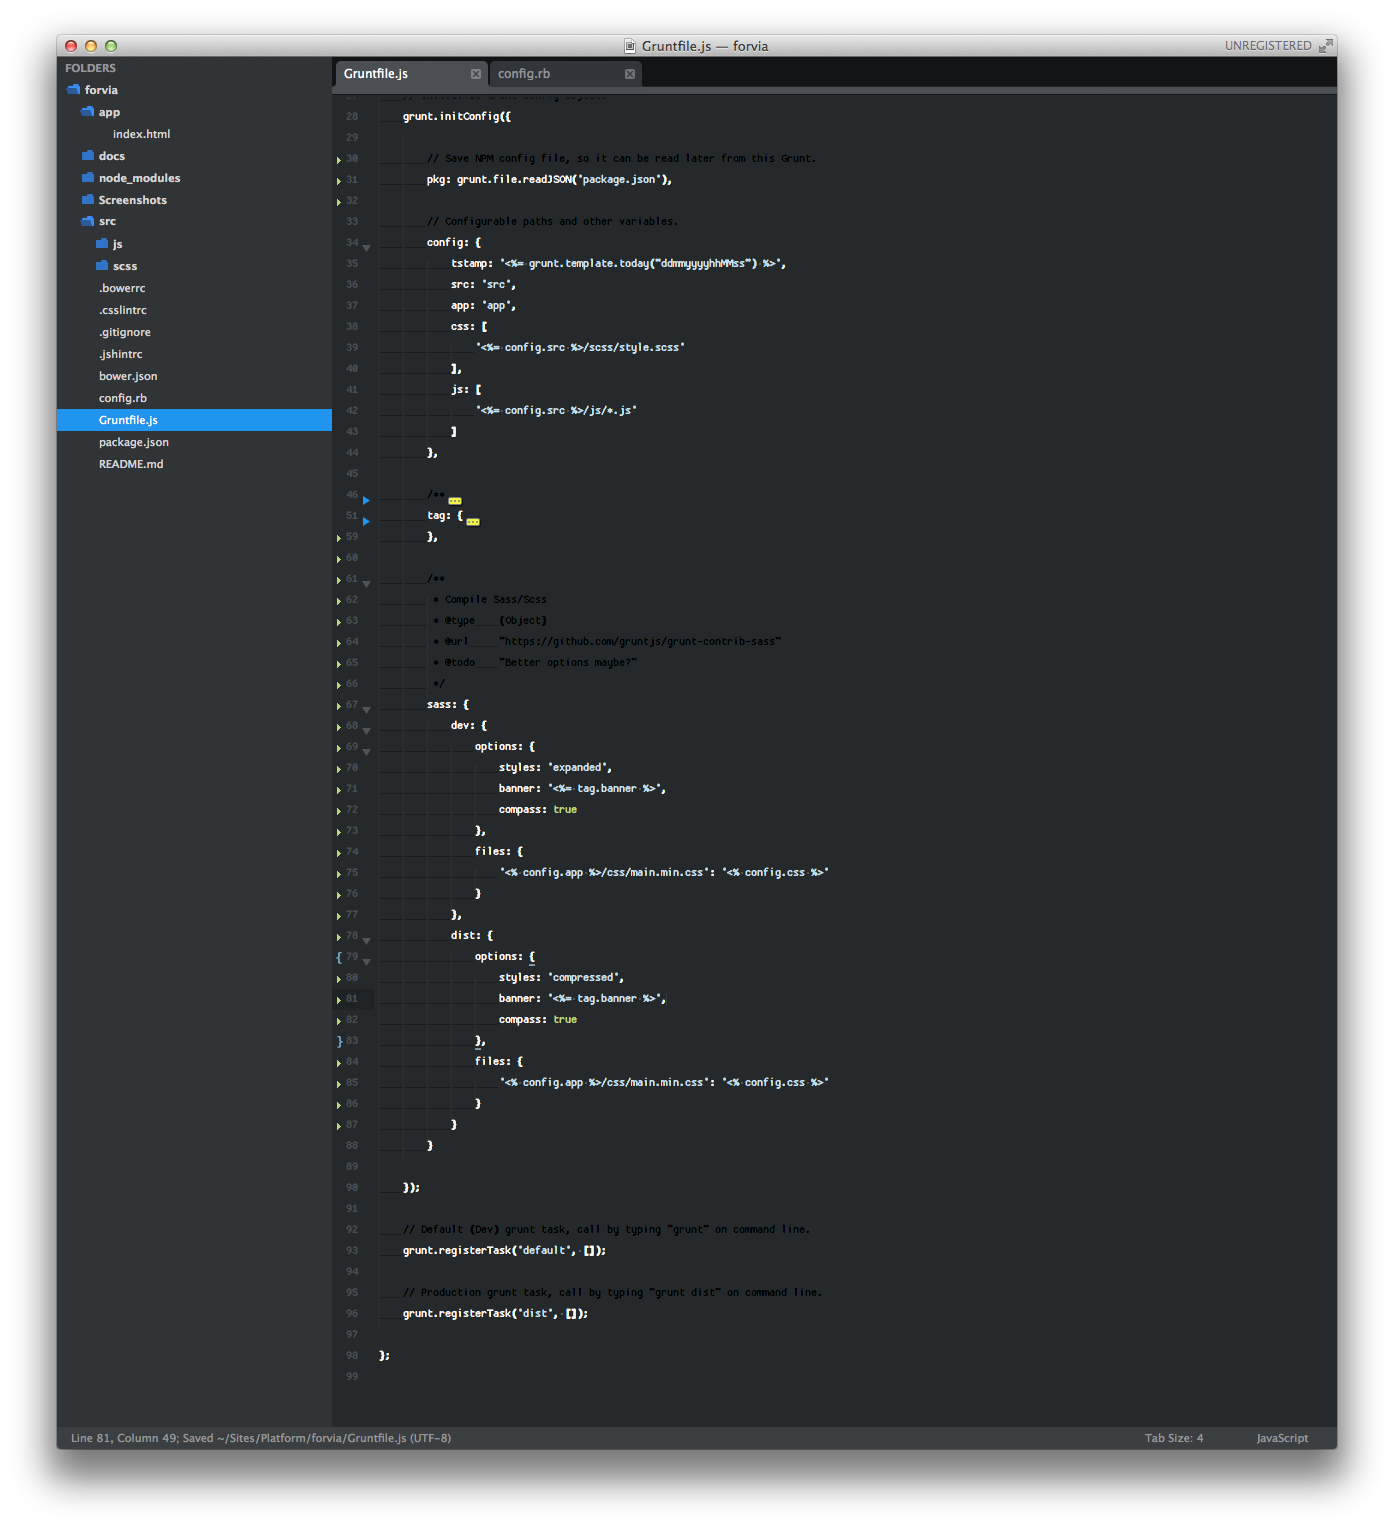 Gruntfile.js — forvia
UNREGISTERED
FOLDERS
forvia
app
index.html
docs
node_modules
Screenshots
src
js
scss
.bowerrc
.csslintrc
.gitignore
.jshintrc
bower.json
config.rb
Gruntfile.js
package.json
README.md
Gruntfile.js
config.rb
28 grunt.initConfig({
29
30 // Save NPM config file, so it can be read later from this Grunt.
31 pkg: grunt.file.readJSON('package.json'),
32
33 // Configurable paths and other variables.
34 config: {
35 tstamp: '<%= grunt.template.today("ddmmyyyyhhMMss") %>',
36 src: 'src',
37 app: 'app',
38 css: [
39 '<%= config.src %>/scss/style.scss'
40 ],
41 js: [
42 '<%= config.src %>/js/*.js'
43 ]
44 },
45
46 /**
51 tag: {
59 },
60
61 /**
62 * Compile Sass/Scss
63 * @type {Object}
64 * @url "https://github.com/gruntjs/grunt-contrib-sass"
65 * @todo "Better options maybe?"
66 */
67 sass: {
68 dev: {
69 options: {
70 styles: 'expanded',
71 banner: '<%= tag.banner %>',
72 compass: true
73 },
74 files: {
75 '<% config.app %>/css/main.min.css': '<% config.css %>'
76 }
77 },
78 dist: {
{ 79 options: {
80 styles: 'compressed',
81 banner: '<%= tag.banner %>',
82 compass: true
} 83 },
84 files: {
85 '<% config.app %>/css/main.min.css': '<% config.css %>'
86 }
87 }
88 }
89
90 });
91
92 // Default (Dev) grunt task, call by typing "grunt" on command line.
93 grunt.registerTask('default', []);
94
95 // Production grunt task, call by typing "grunt dist" on command line.
96 grunt.registerTask('dist', []);
97
98 };
99
Line 81, Column 49; Saved ~/Sites/Platform/forvia/Gruntfile.js (UTF-8)
Tab Size: 4
JavaScript